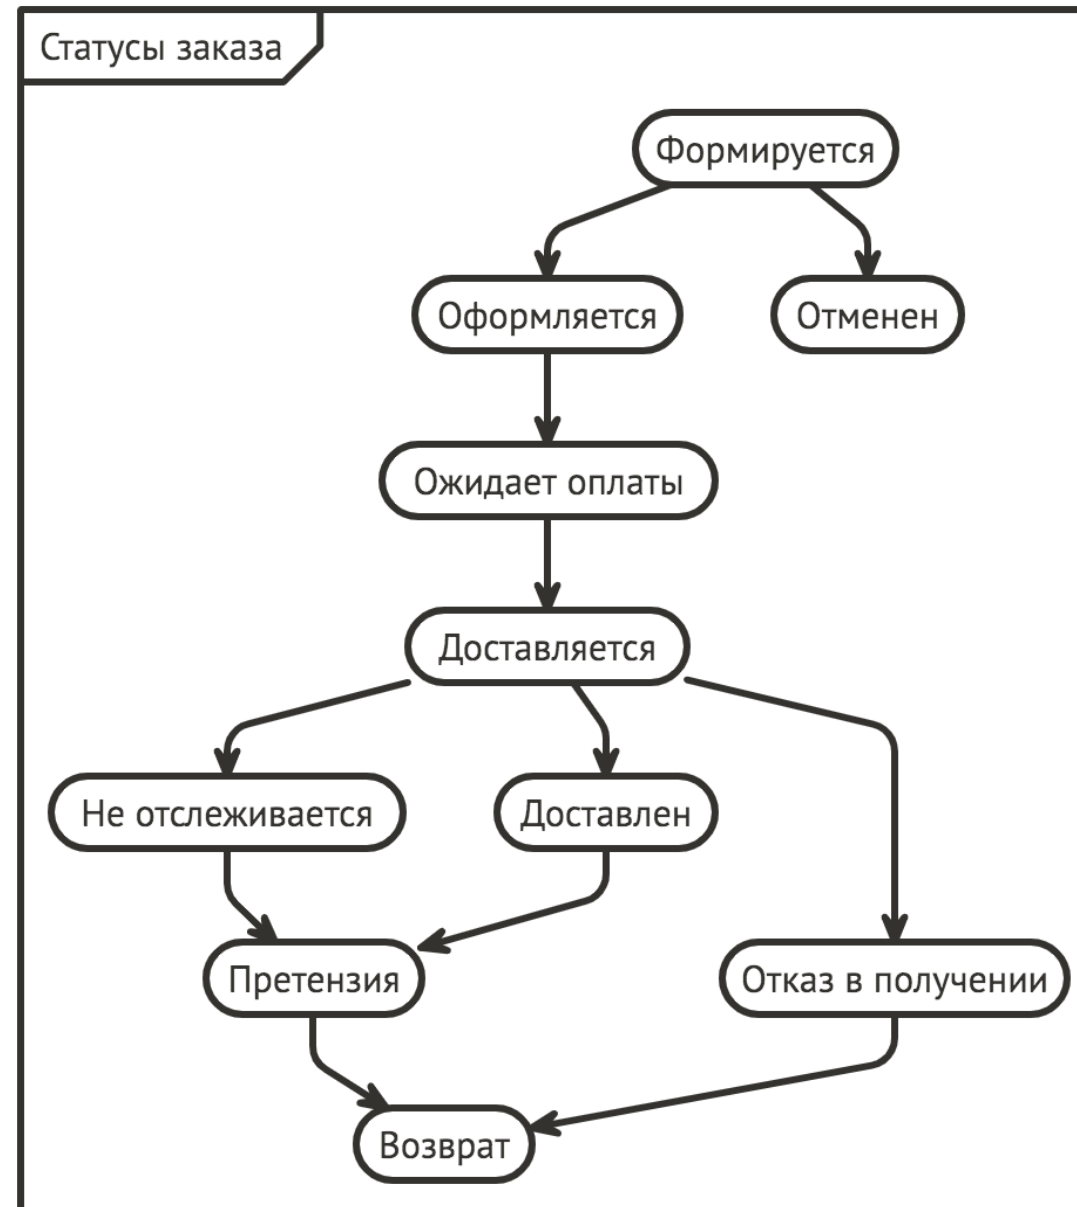 Статусы заказа
Формируется
Оформляется
Отменен
Ожидает оплаты
Доставляется
Не отслеживается
Доставлен
Претензия
Отказ в получении
Возврат